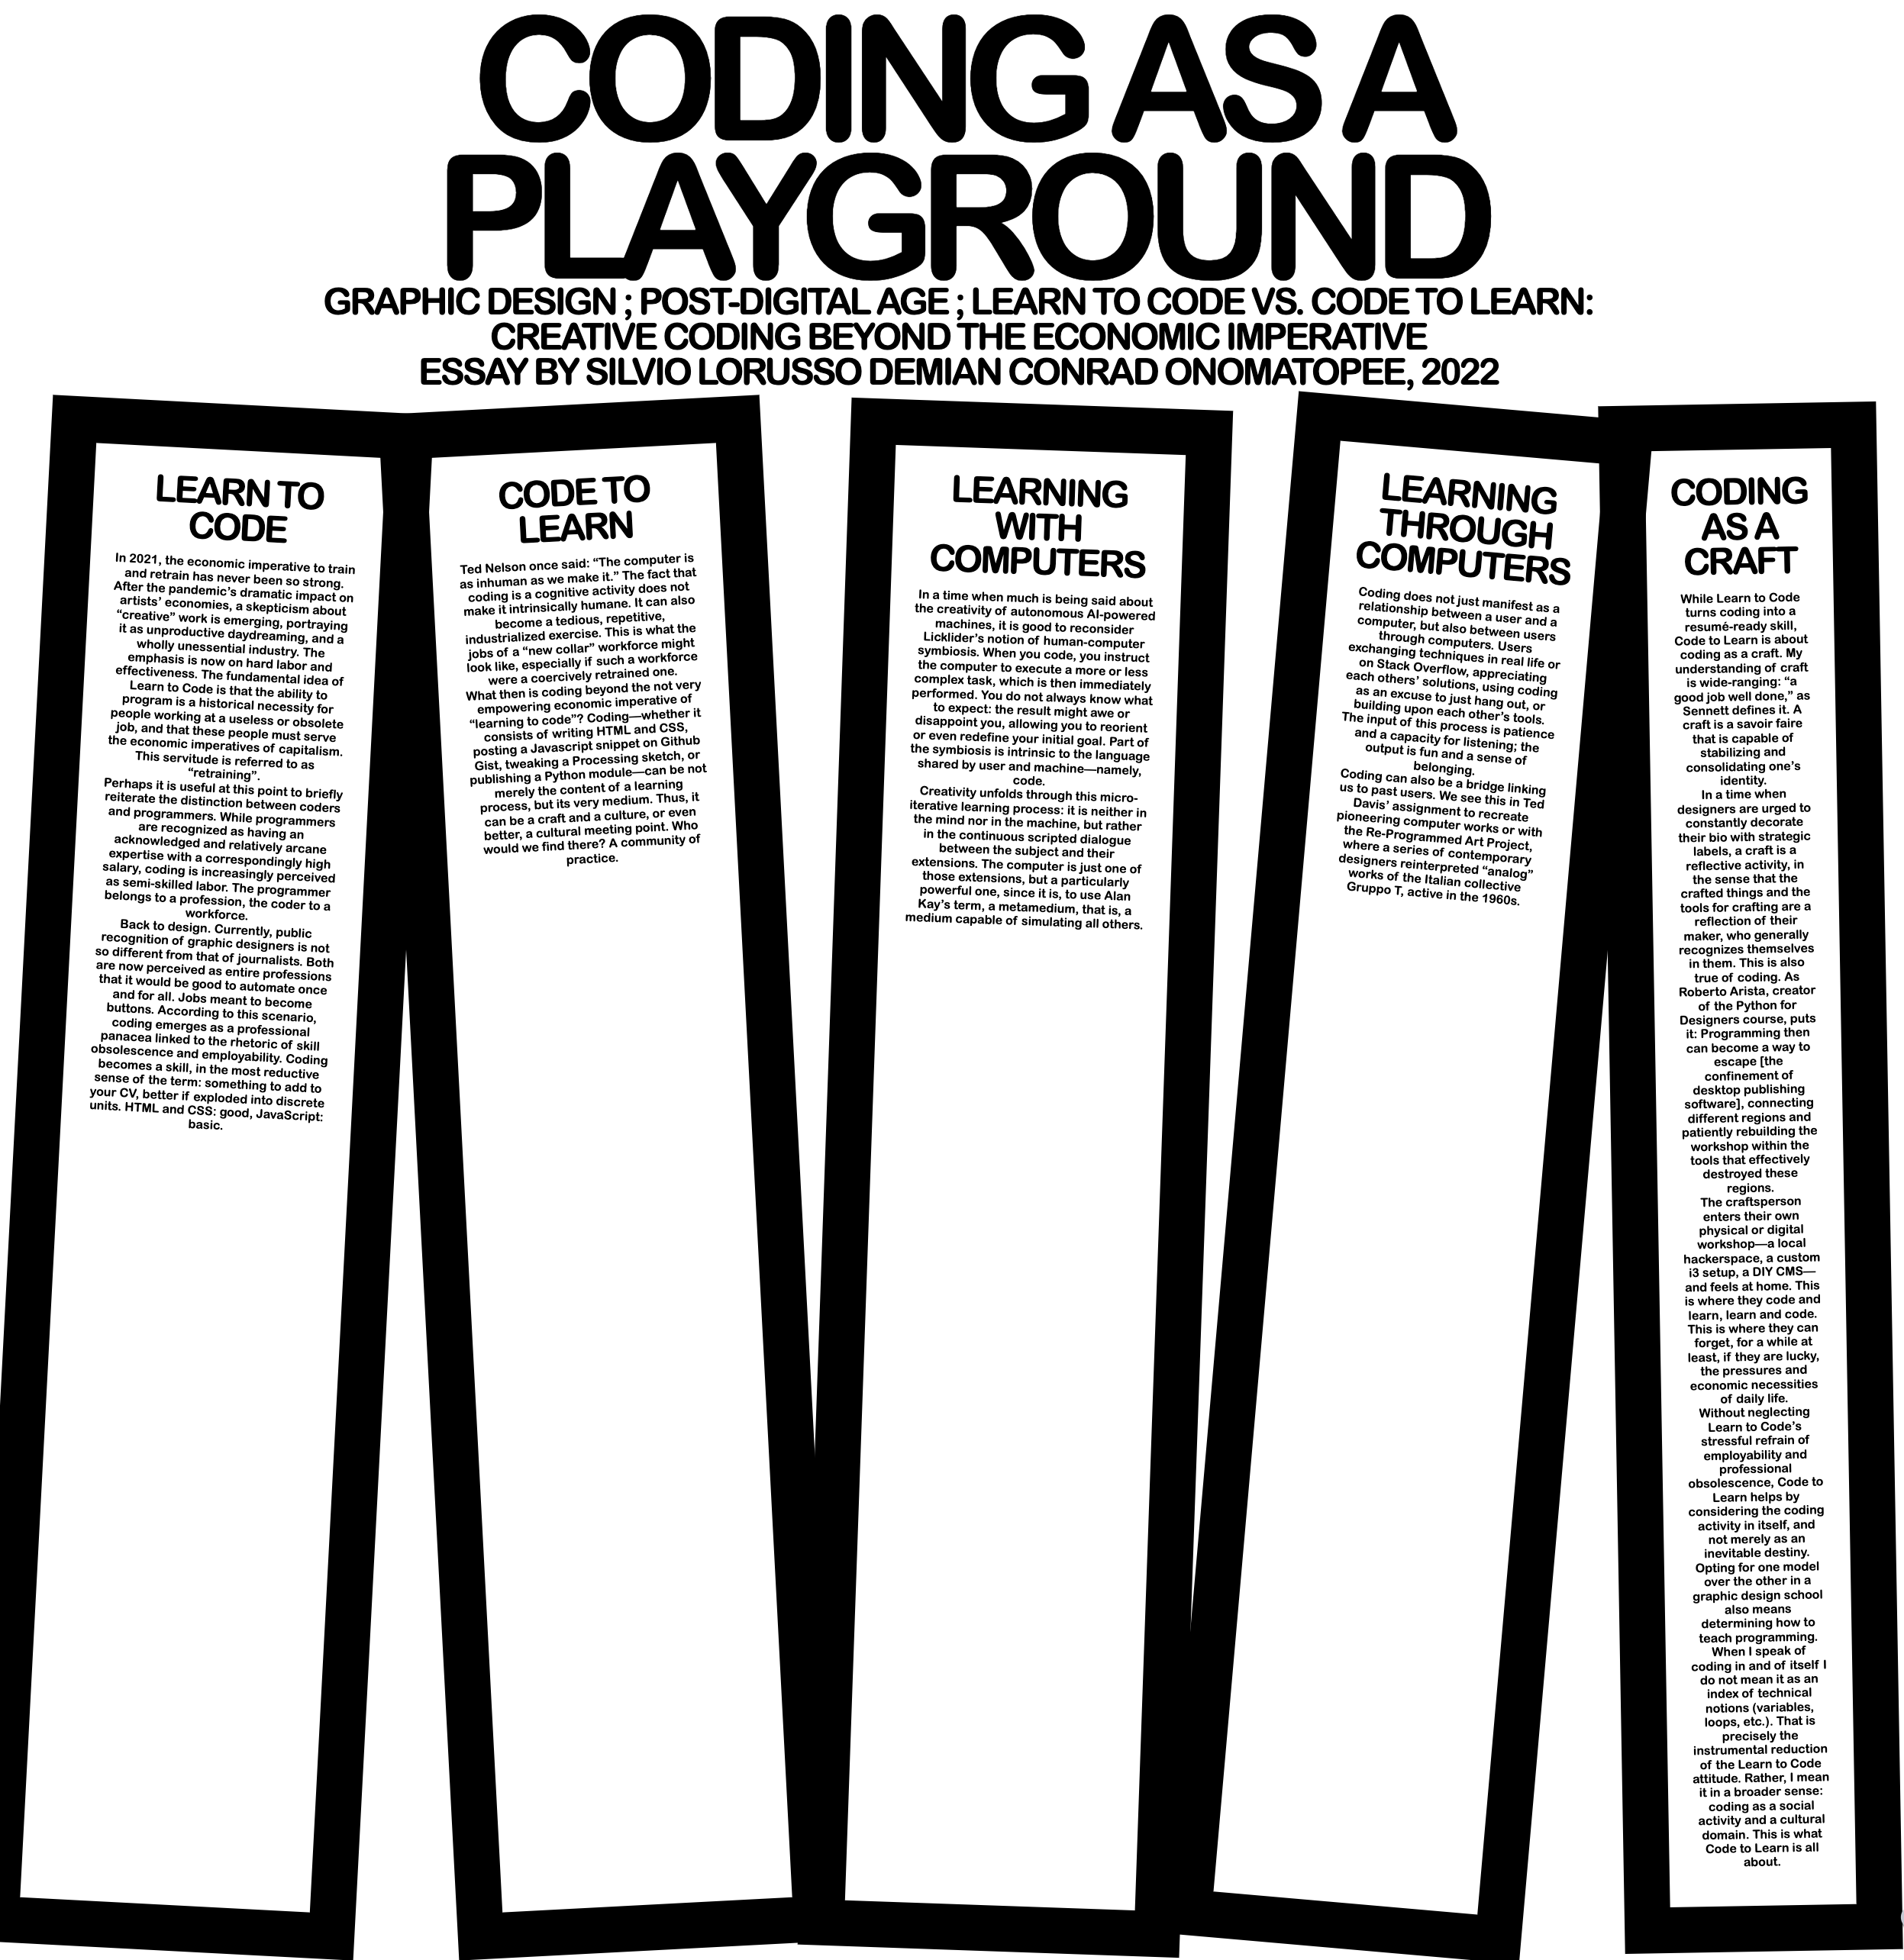 CODING AS A
PLAYGROUND
GRAPHIC DESIGN ; POST-DIGITAL AGE ; LEARN TO CODE VS. CODE TO LEARN:
CREATIVE CODING BEYOND THE ECONOMIC IMPERATIVE
ESSAY BY SILVIO LORUSSO DEMIAN CONRAD ONOMATOPEE, 2022
LEARN TO
CODE
In 2021, the economic imperative to train
and retrain has never been so strong.
After the pandemic's dramatic impact on
artists' economies, a skepticism about
“creative” work is emerging, portraying
it as unproductive daydreaming, and a
wholly unessential industry. The
emphasis is now on hard labor and
effectiveness. The fundamental idea of
Learn to Code is that the ability to
program is a historical necessity for
people working at a useless or obsolete
job, and that these people must serve
the economic imperatives of capitalism.
This servitude is referred to as
“retraining”.
Perhaps it is useful at this point to briefly
reiterate the distinction between coders
and programmers. While programmers
are recognized as having an
acknowledged and relatively arcane
expertise with a correspondingly high
salary, coding is increasingly perceived
as semi-skilled labor. The programmer
belongs to a profession, the coder to a
workforce.
Back to design. Currently, public
recognition of graphic designers is not
so different from that of journalists. Both
are now perceived as entire professions
that it would be good to automate once
and for all. Jobs meant to become
buttons. According to this scenario,
coding emerges as a professional
panacea linked to the rhetoric of skill
obsolescence and employability. Coding
becomes a skill, in the most reductive
sense of the term: something to add to
your CV, better if exploded into discrete
units. HTML and CSS: good, JavaScript:
basic.
CODE TO
LEARN
Ted Nelson once said: “The computer is
as inhuman as we make it.” The fact that
coding is a cognitive activity does not
make it intrinsically humane. It can also
become a tedious, repetitive,
industrialized exercise. This is what the
jobs of a “new collar” workforce might
look like, especially if such a workforce
were a coercively retrained one.
What then is coding beyond the not very
empowering economic imperative of
“learning to code”? Coding—whether it
consists of writing HTML and CSS,
posting a Javascript snippet on Github
Gist, tweaking a Processing sketch, or
publishing a Python module—can be not
merely the content of a learning
process, but its very medium. Thus, it
can be a craft and a culture, or even
better, a cultural meeting point. Who
would we find there? A community of
practice.
LEARNING
WITH
COMPUTERS
In a time when much is being said about
the creativity of autonomous AI-powered
machines, it is good to reconsider
Licklider's notion of human-computer
symbiosis. When you code, you instruct
the computer to execute a more or less
complex task, which is then immediately
performed. You do not always know what
to expect: the result might awe or
disappoint you, allowing you to reorient
or even redefine your initial goal. Part of
the symbiosis is intrinsic to the language
shared by user and machine—namely,
code.
Creativity unfolds through this micro-
iterative learning process: it is neither in
the mind nor in the machine, but rather
in the continuous scripted dialogue
between the subject and their
extensions. The computer is just one of
those extensions, but a particularly
powerful one, since it is, to use Alan
Kay's term, a metamedium, that is, a
medium capable of simulating all others.
LEARNING
THROUGH
COMPUTERS
Coding does not just manifest as a
relationship between a user and a
computer, but also between users
through computers. Users
exchanging techniques in real life or
on Stack Overflow, appreciating
each others' solutions, using coding
as an excuse to just hang out, or
building upon each other's tools.
The input of this process is patience
and a capacity for listening; the
output is fun and a sense of
belonging.
Coding can also be a bridge linking
us to past users. We see this in Ted
Davis' assignment to recreate
pioneering computer works or with
the Re-Programmed Art Project,
where a series of contemporary
designers reinterpreted “analog”
works of the Italian collective
Gruppo T, active in the 1960s.
CODING
AS A
CRAFT
While Learn to Code
turns coding into a
resumé-ready skill,
Code to Learn is about
coding as a craft. My
understanding of craft
is wide-ranging: “a
good job well done,” as
Sennett defines it. A
craft is a savoir faire
that is capable of
stabilizing and
consolidating one's
identity.
In a time when
designers are urged to
constantly decorate
their bio with strategic
labels, a craft is a
reflective activity, in
the sense that the
crafted things and the
tools for crafting are a
reflection of their
maker, who generally
recognizes themselves
in them. This is also
true of coding. As
Roberto Arista, creator
of the Python for
Designers course, puts
it: Programming then
can become a way to
escape [the
confinement of
desktop publishing
software], connecting
different regions and
patiently rebuilding the
workshop within the
tools that effectively
destroyed these
regions.
The craftsperson
enters their own
physical or digital
workshop—a local
hackerspace, a custom
i3 setup, a DIY CMS—
and feels at home. This
is where they code and
learn, learn and code.
This is where they can
forget, for a while at
least, if they are lucky,
the pressures and
economic necessities
of daily life.
Without neglecting
Learn to Code's
stressful refrain of
employability and
professional
obsolescence, Code to
Learn helps by
considering the coding
activity in itself, and
not merely as an
inevitable destiny.
Opting for one model
over the other in a
graphic design school
also means
determining how to
teach programming.
When I speak of
coding in and of itself I
do not mean it as an
index of technical
notions (variables,
loops, etc.). That is
precisely the
instrumental reduction
of the Learn to Code
attitude. Rather, I mean
it in a broader sense:
coding as a social
activity and a cultural
domain. This is what
Code to Learn is all
about.